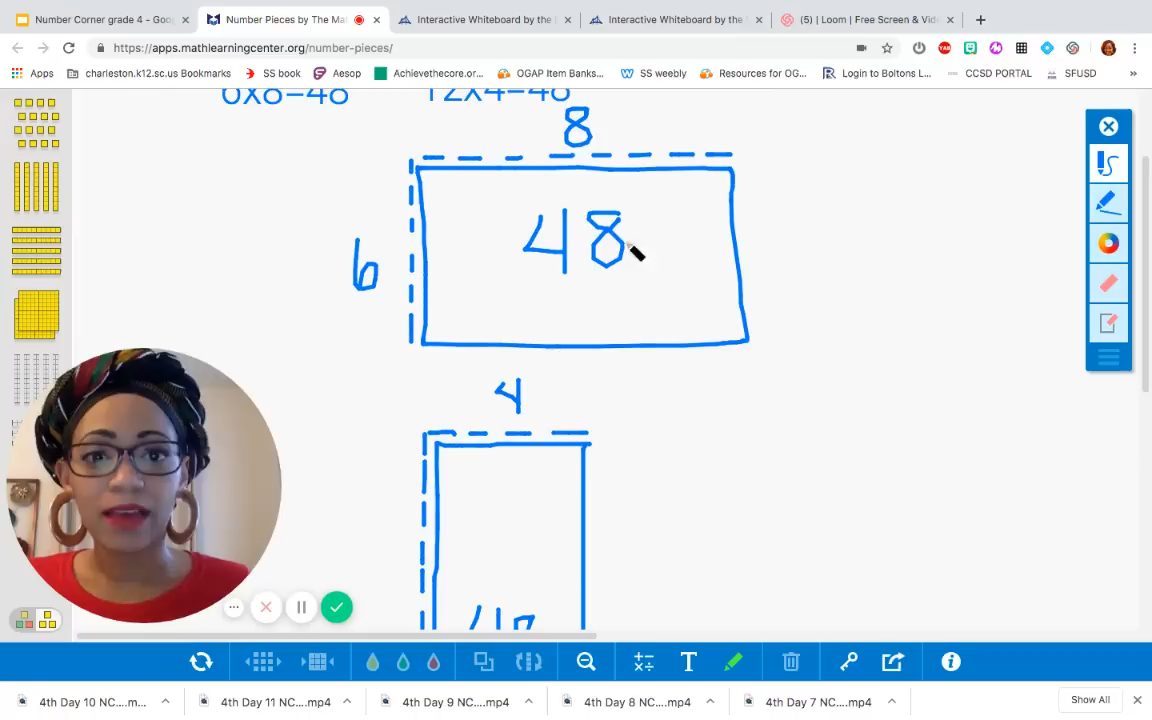 Number Corner grade 4 - Goo
Number Pieces by The Mat
Interactive Whiteboard by the
Interactive Whiteboard by the
(5) | Loom | Free Screen & Vide
https://apps.mathlearningcenter.org/number-pieces/
Apps
charleston.k12.sc.us Bookmarks
SS book
Aesop
Achievethecore.or...
OGAP Item Banks...
SS weekly
Resources for OG...
Login to Boltons L...
CCSD PORTAL
SFUSD
6x8=48 12x4=48
8
6
48
4
48
4th Day 10 NC....m...
4th Day 11 NC....mp4
4th Day 9 NC....mp4
4th Day 8 NC....mp4
4th Day 7 NC....mp4
Show All